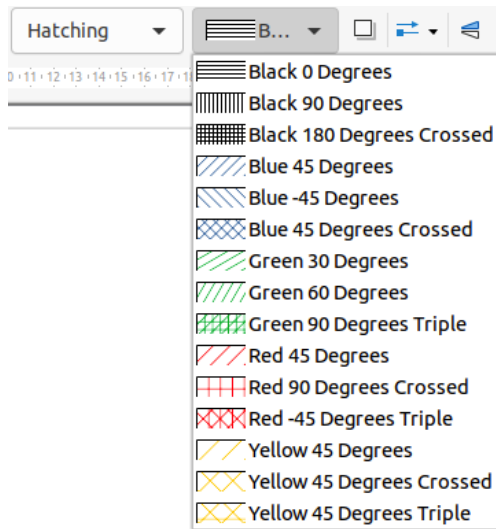 Hatching B...
0 11 12 13 14 15 16 17 18
Black 0 Degrees
Black 90 Degrees
Black 180 Degrees Crossed
Blue 45 Degrees
Blue -45 Degrees
Blue 45 Degrees Crossed
Green 30 Degrees
Green 60 Degrees
Green 90 Degrees Triple
Red 45 Degrees
Red 90 Degrees Crossed
Red -45 Degrees Triple
Yellow 45 Degrees
Yellow 45 Degrees Crossed
Yellow 45 Degrees Triple